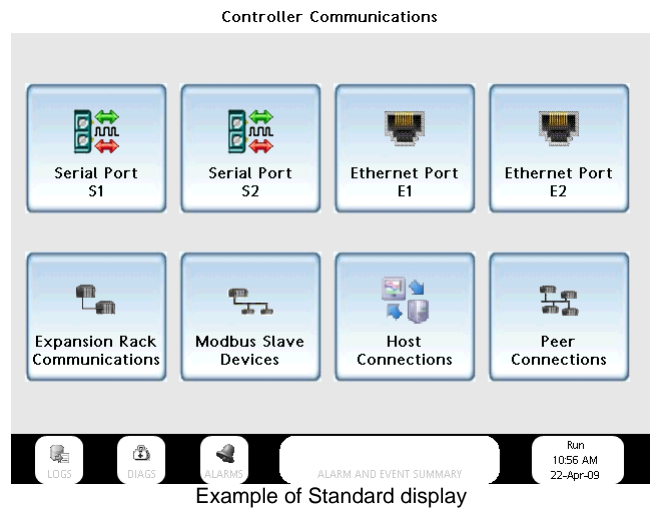 Controller Communications
Serial Port
S1
Serial Port
S2
Ethernet Port
E1
Ethernet Port
E2
Expansion Rack
Communications
Modbus Slave
Devices
Host
Connections
Peer
Connections
LOGS
DIAGS
ALARMS
ALARM AND EVENT SUMMARY
Run
10:56 AM
22-Apr-09
Example of Standard display